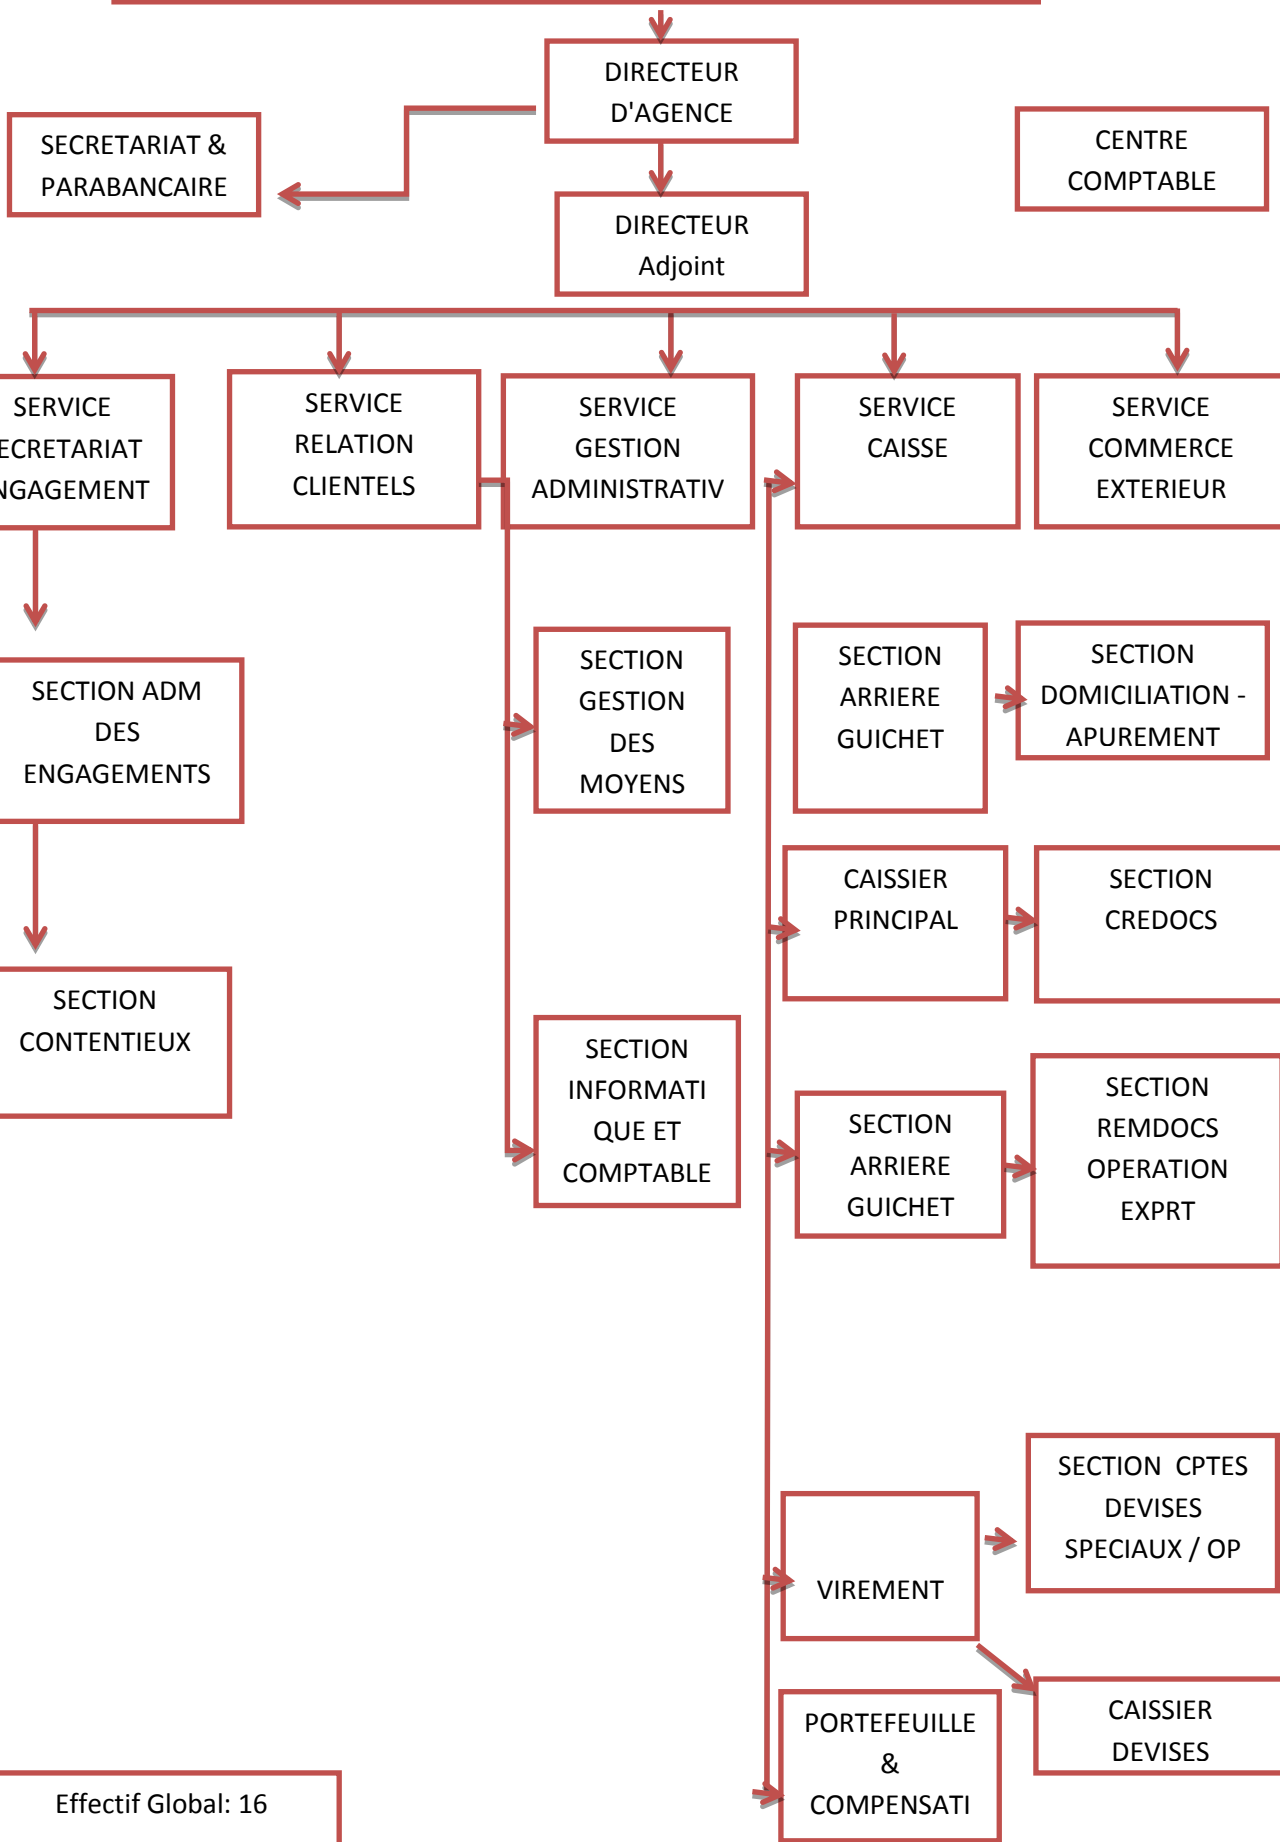 DIRECTEUR
D'AGENCE
SECRETARIAT &
PARABANCAIRE
CENTRE
COMPTABLE
DIRECTEUR
Adjoint
SERVICE
ECRETARIAT
NGAGEMENT
SERVICE
RELATION
CLIENTELS
SERVICE
GESTION
ADMINISTRATIV
SERVICE
CAISSE
SERVICE
COMMERCE
EXTERIEUR
SECTION ADM
DES
ENGAGEMENTS
SECTION
GESTION
DES
MOYENS
SECTION
ARRIERE
GUICHET
SECTION
DOMICILIATION -
APUREMENT
CAISSIER
PRINCIPAL
SECTION
CREDOCS
SECTION
CONTENTIEUX
SECTION
INFORMATI
QUE ET
COMPTABLE
SECTION
ARRIERE
GUICHET
SECTION
REMDOCS
OPERATION
EXPRT
VIREMENT
SECTION  CPTES
DEVISES
SPECIAUX / OP
PORTEFEUILLE
&
COMPENSATI
CAISSIER
DEVISES
Effectif Global: 16